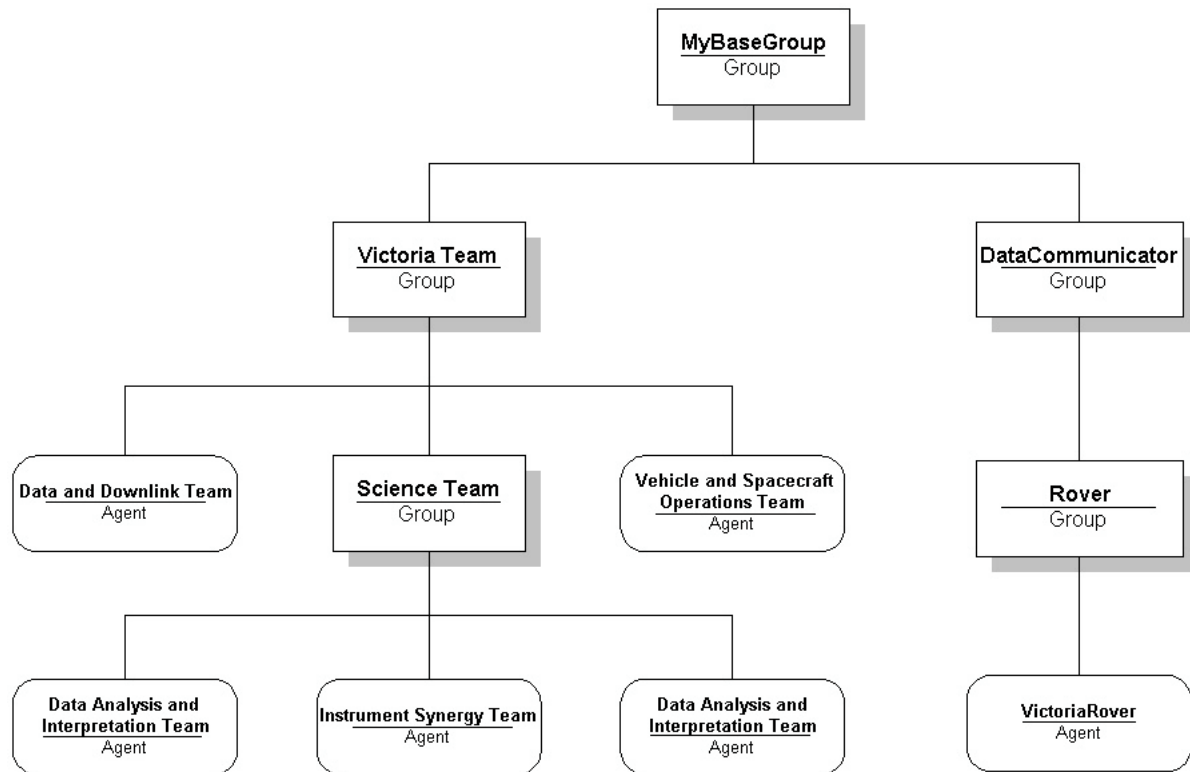 MyBaseGroup
Group
Victoria Team
Group
DataCommunicator
Group
Data and Downlink Team
Agent
Science Team
Group
Vehicle and Spacecraft
Operations Team
Agent
Rover
Group
Data Analysis and
Interpretation Team
Agent
Instrument Synergy Team
Agent
Data Analysis and
Interpretation Team
Agent
VictoriaRover
Agent